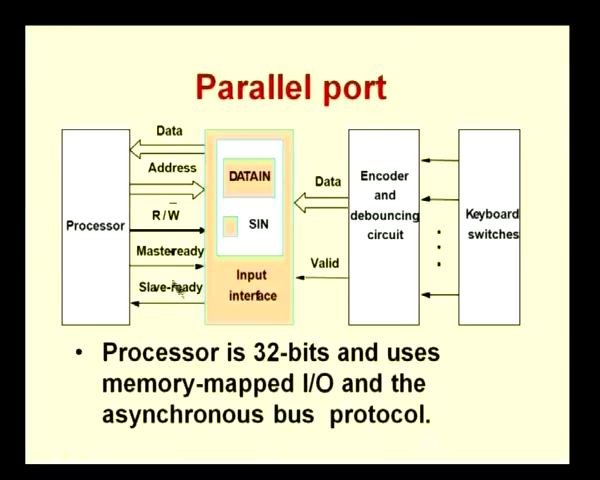 Parallel port
Processor
Data
Address
R/W̅
Master-ready
Slave-ready
DATAIN
SIN
Input
interface
Data
Valid
Encoder
and
debouncing
circuit
Keyboard
switches
• Processor is 32-bits and uses
memory-mapped I/O and the
asynchronous bus protocol.